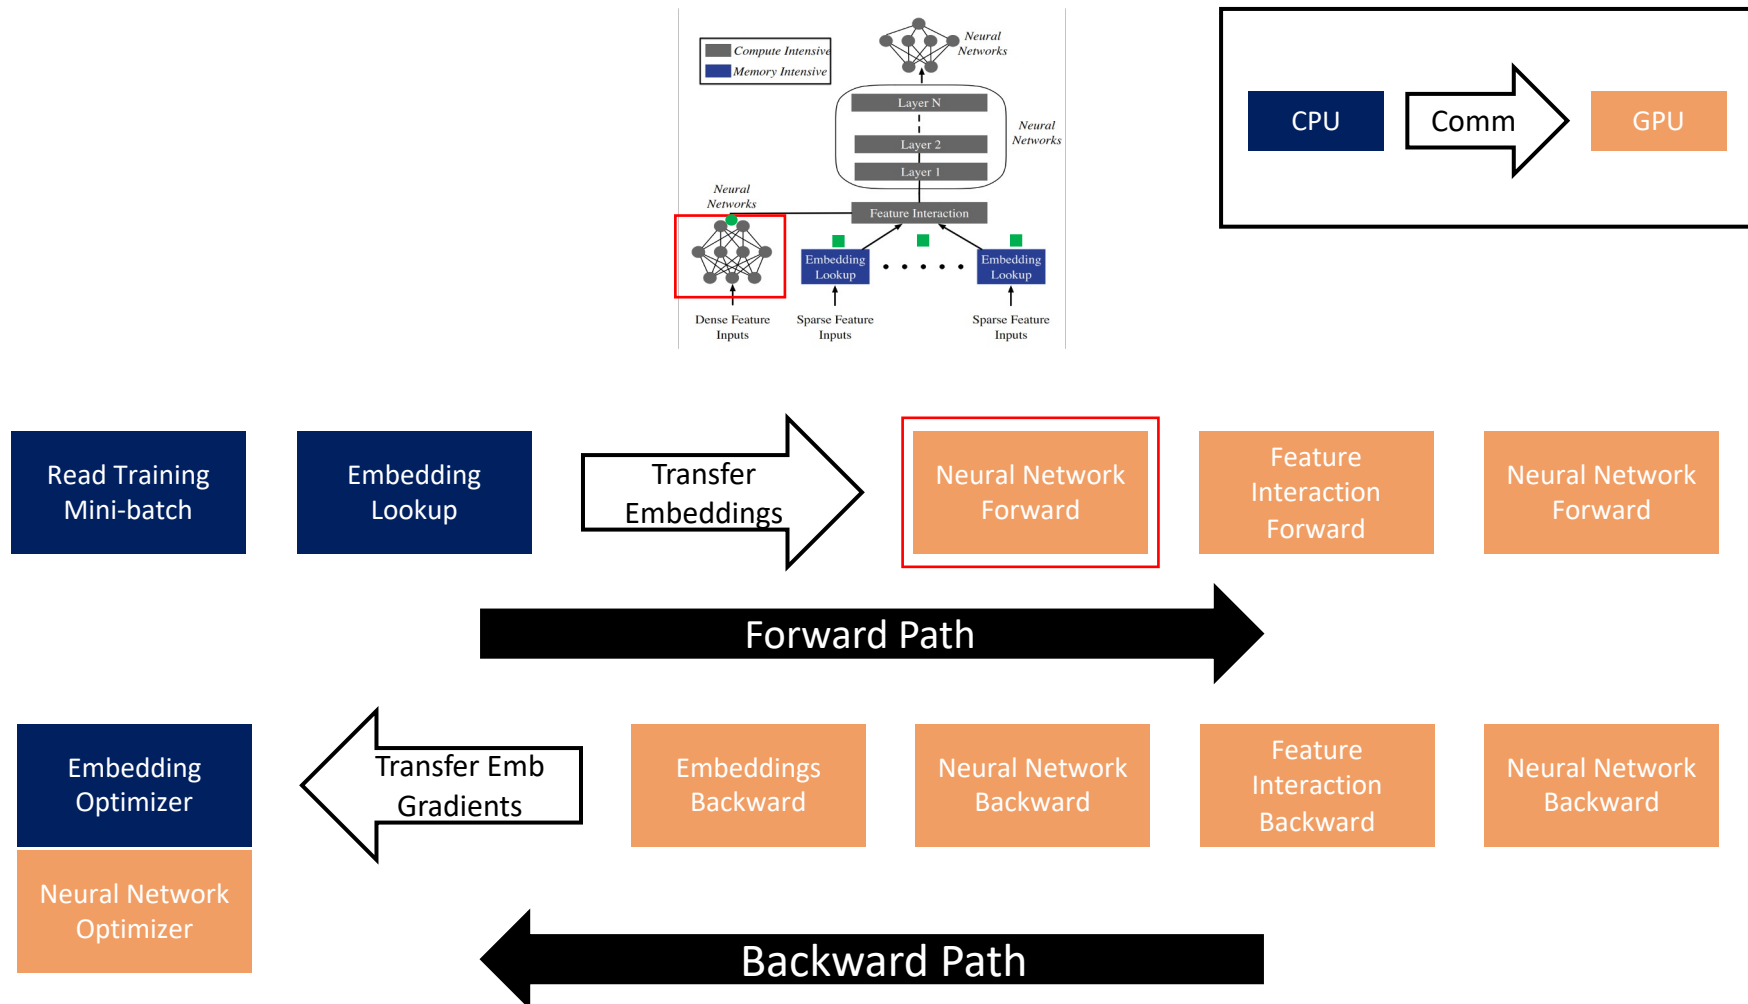 Compute Intensive
Memory Intensive
Neural
Networks
Layer N
Layer 2
Layer 1
Neural
Networks
Neural
Networks
Feature Interaction
Embedding
Lookup
Embedding
Lookup
Dense Feature
Inputs
Sparse Feature
Inputs
Sparse Feature
Inputs
CPU
Comm
GPU
Read Training
Mini-batch
Embedding
Lookup
Transfer
Embeddings
Neural Network
Forward
Feature
Interaction
Forward
Neural Network
Forward
Forward Path
Embedding
Optimizer
Transfer Emb
Gradients
Embeddings
Backward
Neural Network
Backward
Feature
Interaction
Backward
Neural Network
Backward
Neural Network
Optimizer
Backward Path